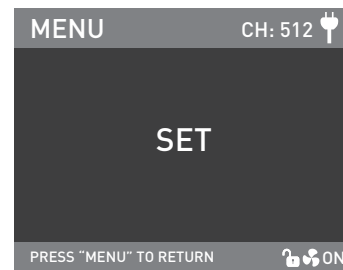 MENU CH: 512
SET
PRESS “MENU” TO RETURN ON